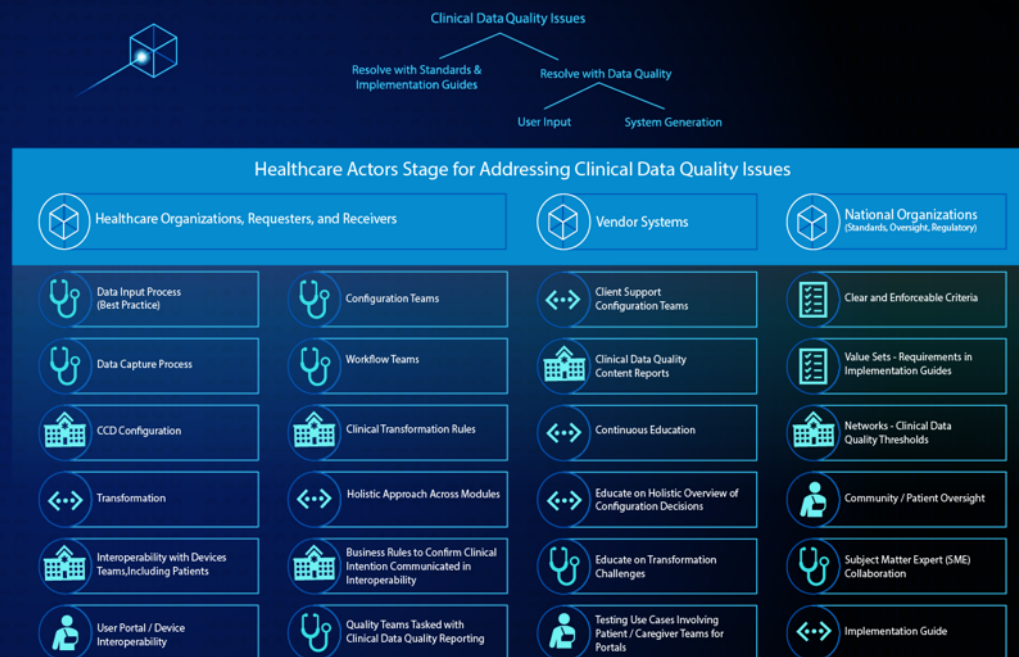 Clinical Data Quality Issues
Resolve with Standards &
Implementation Guides
Resolve with Data Quality
User Input
System Generation
Healthcare Actors Stage for Addressing Clinical Data Quality Issues
Healthcare Organizations, Requesters, and Receivers
Vendor Systems
National Organizations
(Standards, Oversight, Regulatory)
Data Input Process
(Best Practice)
Configuration Teams
Client Support
Configuration Teams
Clear and Enforceable Criteria
Data Capture Process
Workflow Teams
Clinical Data Quality
Content Reports
Value Sets - Requirements in
Implementation Guides
CCD Configuration
Clinical Transformation Rules
Continuous Education
Networks - Clinical Data
Quality Thresholds
Transformation
Holistic Approach Across Modules
Educate on Holistic Overview of
Configuration Decisions
Community / Patient Oversight
Interoperability with Devices
Teams,Including Patients
Business Rules to Confirm Clinical
Intention Communicated in
Interoperability
Educate on Transformation
Challenges
Subject Matter Expert (SME)
Collaboration
User Portal / Device
Interoperability
Quality Teams Tasked with
Clinical Data Quality Reporting
Testing Use Cases Involving
Patient / Caregiver Teams for
Portals
Implementation Guide